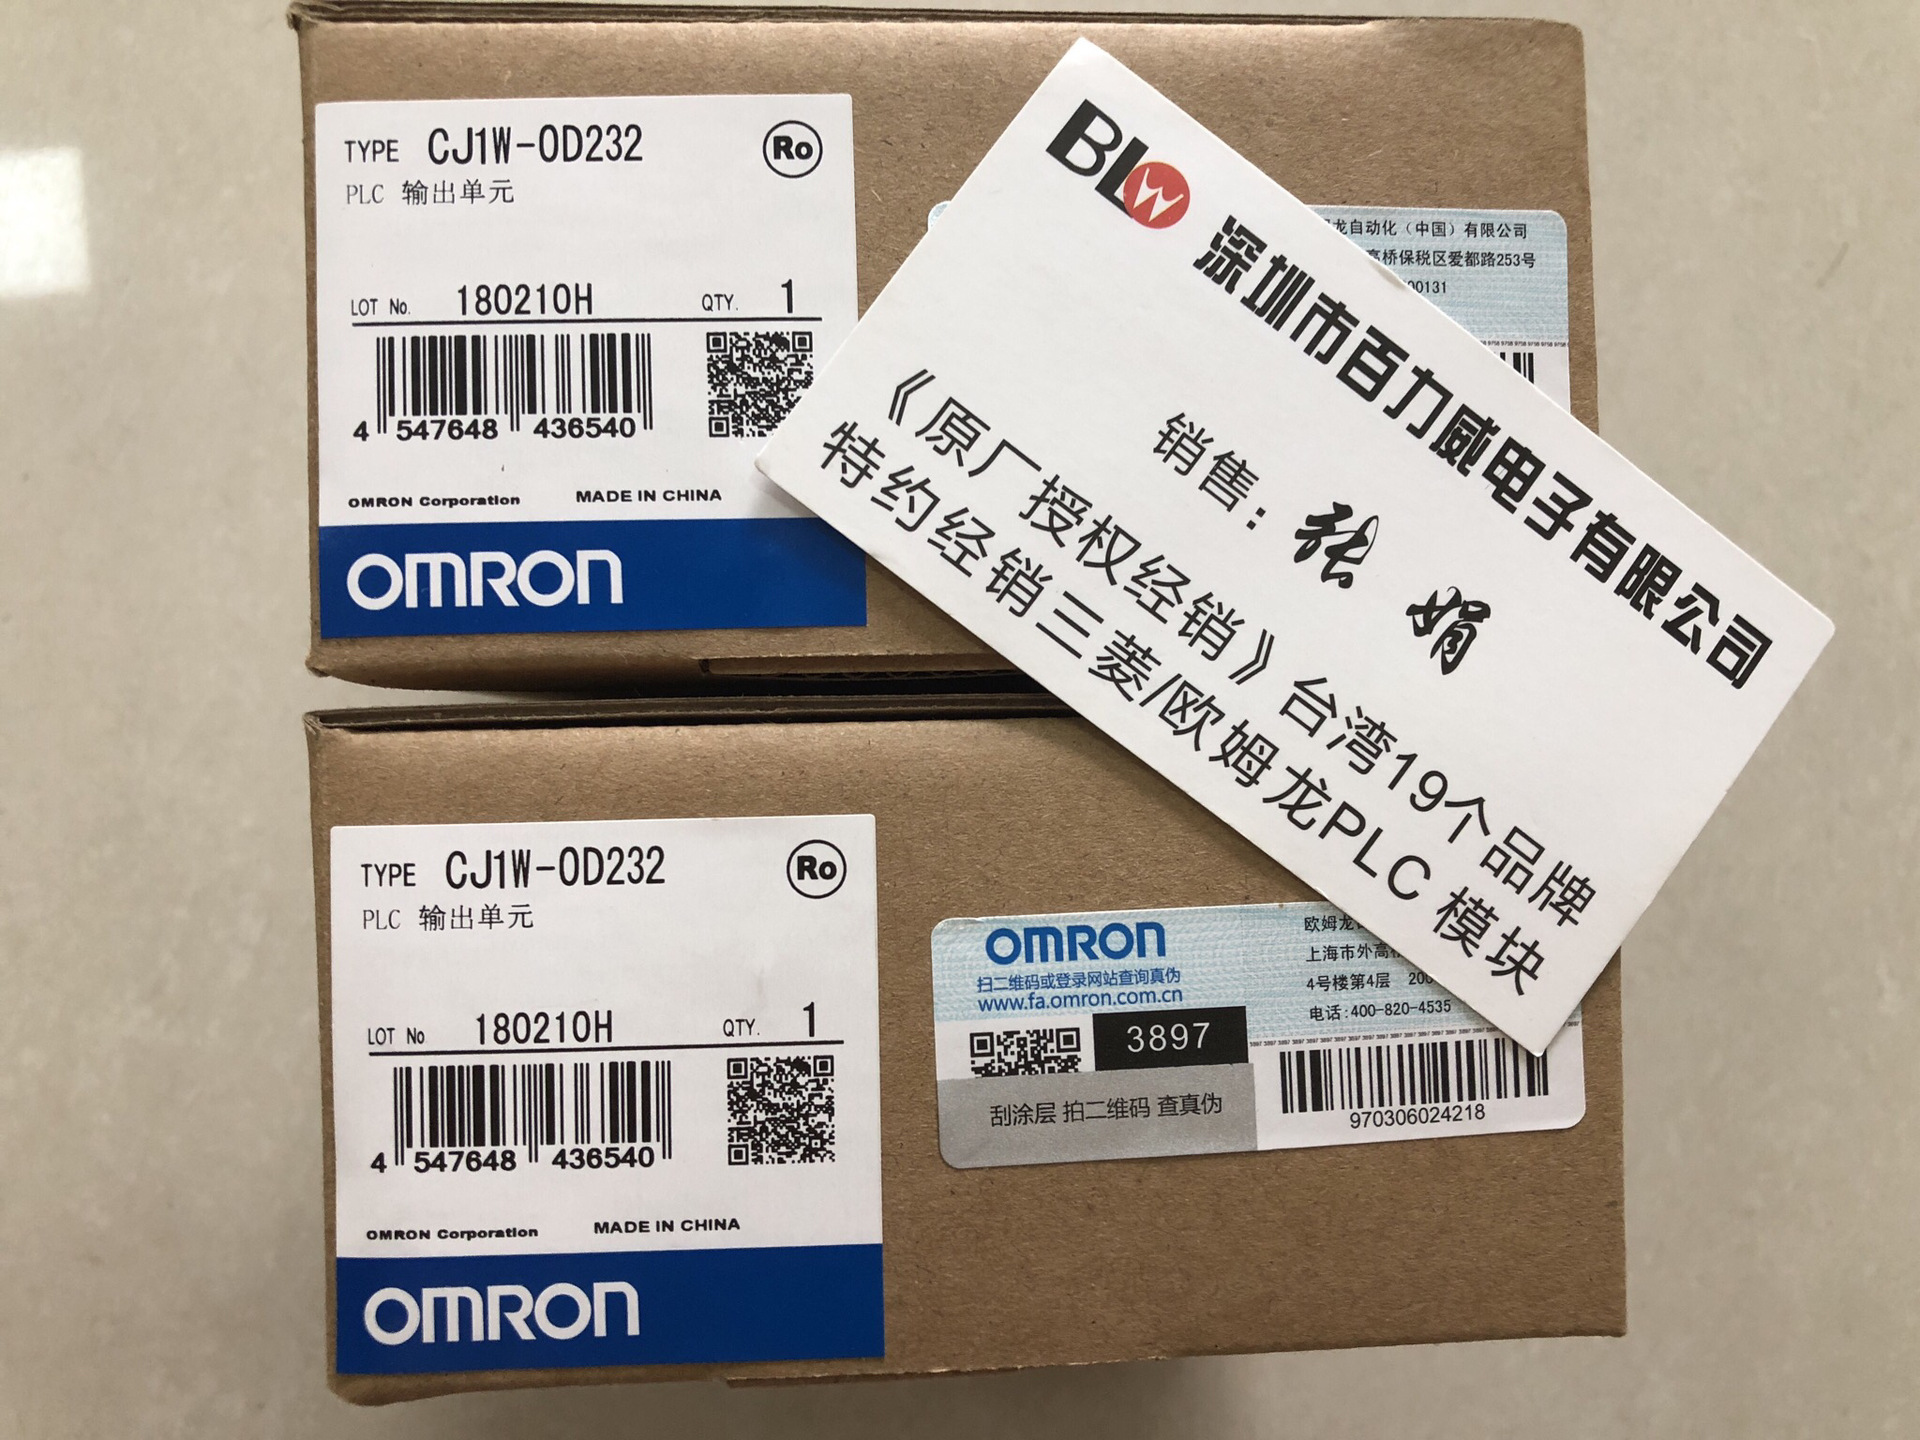 TYPE CJ1W-OD232
Ro
PLC 输出单元
LOT No. 180210H QTY. 1
4 547648 436540
OMRON Corporation MADE IN CHINA
OMRON
龙自动化（中国）有限公司
高桥保税区爱都路253号
00131
BLW
深圳市百力威电子有限公司
销售：张 娟
《原厂授权经销》台湾19个品牌
特约经销三菱/欧姆龙PLC 模块
TYPE CJ1W-OD232
Ro
PLC 输出单元
LOT No 180210H QTY. 1
4 547648 436540
OMRON Corporation MADE IN CHINA
OMRON
OMRON
扫二维码或登录网站查询真伪
www.fa.omron.com.cn
3897
刮涂层 拍二维码 查真伪
欧姆龙
上海市外高
4号楼第4层 200
电话:400-820-4535
970306024218